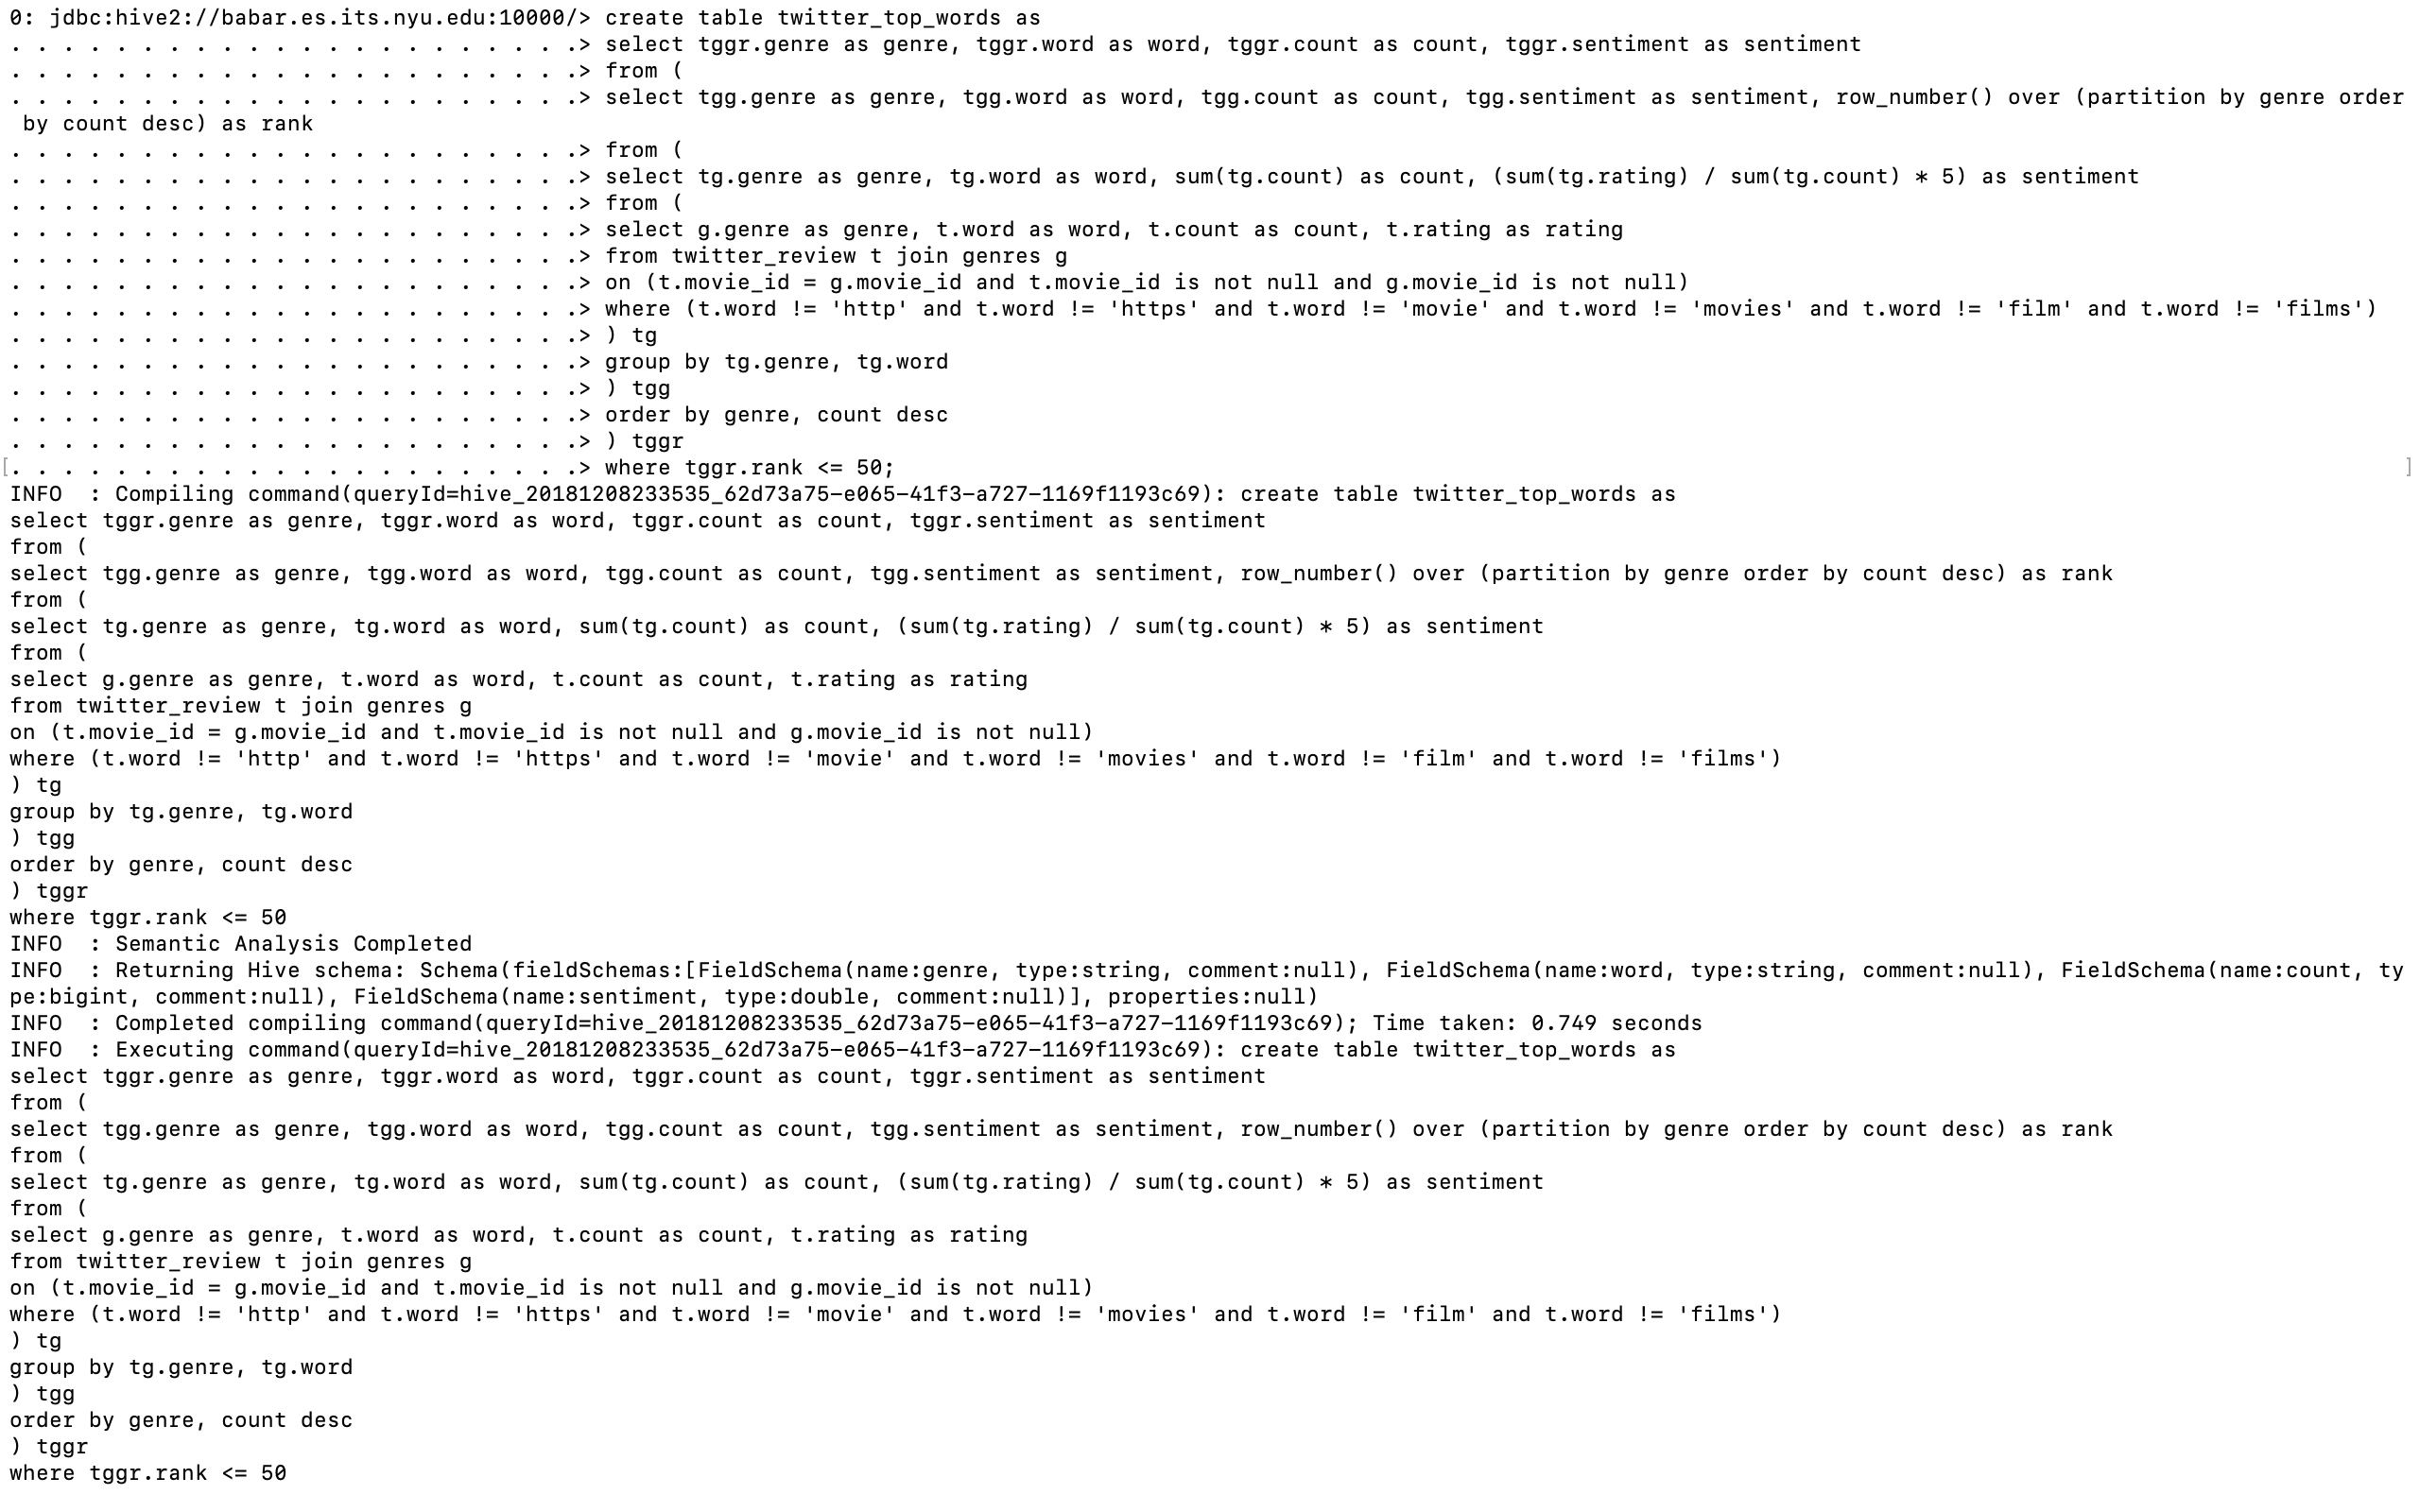 0: jdbc:hive2://babar.es.its.nyu.edu:10000/> create table twitter_top_words as
. . . . . . . . . . . . . . . . . . . . . .> select tggr.genre as genre, tggr.word as word, tggr.count as count, tggr.sentiment as sentiment
. . . . . . . . . . . . . . . . . . . . . .> from (
. . . . . . . . . . . . . . . . . . . . . .> select tgg.genre as genre, tgg.word as word, tgg.count as count, tgg.sentiment as sentiment, row_number() over (partition by genre order
 by count desc) as rank
. . . . . . . . . . . . . . . . . . . . . .> from (
. . . . . . . . . . . . . . . . . . . . . .> select tg.genre as genre, tg.word as word, sum(tg.count) as count, (sum(tg.rating) / sum(tg.count) * 5) as sentiment
. . . . . . . . . . . . . . . . . . . . . .> from (
. . . . . . . . . . . . . . . . . . . . . .> select g.genre as genre, t.word as word, t.count as count, t.rating as rating
. . . . . . . . . . . . . . . . . . . . . .> from twitter_review t join genres g
. . . . . . . . . . . . . . . . . . . . . .> on (t.movie_id = g.movie_id and t.movie_id is not null and g.movie_id is not null)
. . . . . . . . . . . . . . . . . . . . . .> where (t.word != 'http' and t.word != 'https' and t.word != 'movie' and t.word != 'movies' and t.word != 'film' and t.word != 'films')
. . . . . . . . . . . . . . . . . . . . . .> ) tg
. . . . . . . . . . . . . . . . . . . . . .> group by tg.genre, tg.word
. . . . . . . . . . . . . . . . . . . . . .> ) tgg
. . . . . . . . . . . . . . . . . . . . . .> order by genre, count desc
. . . . . . . . . . . . . . . . . . . . . .> ) tggr
[. . . . . . . . . . . . . . . . . . . . . .> where tggr.rank <= 50; ]
INFO  : Compiling command(queryId=hive_20181208233535_62d73a75-e065-41f3-a727-1169f1193c69): create table twitter_top_words as
select tggr.genre as genre, tggr.word as word, tggr.count as count, tggr.sentiment as sentiment
from (
select tgg.genre as genre, tgg.word as word, tgg.count as count, tgg.sentiment as sentiment, row_number() over (partition by genre order by count desc) as rank
from (
select tg.genre as genre, tg.word as word, sum(tg.count) as count, (sum(tg.rating) / sum(tg.count) * 5) as sentiment
from (
select g.genre as genre, t.word as word, t.count as count, t.rating as rating
from twitter_review t join genres g
on (t.movie_id = g.movie_id and t.movie_id is not null and g.movie_id is not null)
where (t.word != 'http' and t.word != 'https' and t.word != 'movie' and t.word != 'movies' and t.word != 'film' and t.word != 'films')
) tg
group by tg.genre, tg.word
) tgg
order by genre, count desc
) tggr
where tggr.rank <= 50
INFO  : Semantic Analysis Completed
INFO  : Returning Hive schema: Schema(fieldSchemas:[FieldSchema(name:genre, type:string, comment:null), FieldSchema(name:word, type:string, comment:null), FieldSchema(name:count, ty
pe:bigint, comment:null), FieldSchema(name:sentiment, type:double, comment:null)], properties:null)
INFO  : Completed compiling command(queryId=hive_20181208233535_62d73a75-e065-41f3-a727-1169f1193c69); Time taken: 0.749 seconds
INFO  : Executing command(queryId=hive_20181208233535_62d73a75-e065-41f3-a727-1169f1193c69): create table twitter_top_words as
select tggr.genre as genre, tggr.word as word, tggr.count as count, tggr.sentiment as sentiment
from (
select tgg.genre as genre, tgg.word as word, tgg.count as count, tgg.sentiment as sentiment, row_number() over (partition by genre order by count desc) as rank
from (
select tg.genre as genre, tg.word as word, sum(tg.count) as count, (sum(tg.rating) / sum(tg.count) * 5) as sentiment
from (
select g.genre as genre, t.word as word, t.count as count, t.rating as rating
from twitter_review t join genres g
on (t.movie_id = g.movie_id and t.movie_id is not null and g.movie_id is not null)
where (t.word != 'http' and t.word != 'https' and t.word != 'movie' and t.word != 'movies' and t.word != 'film' and t.word != 'films')
) tg
group by tg.genre, tg.word
) tgg
order by genre, count desc
) tggr
where tggr.rank <= 50